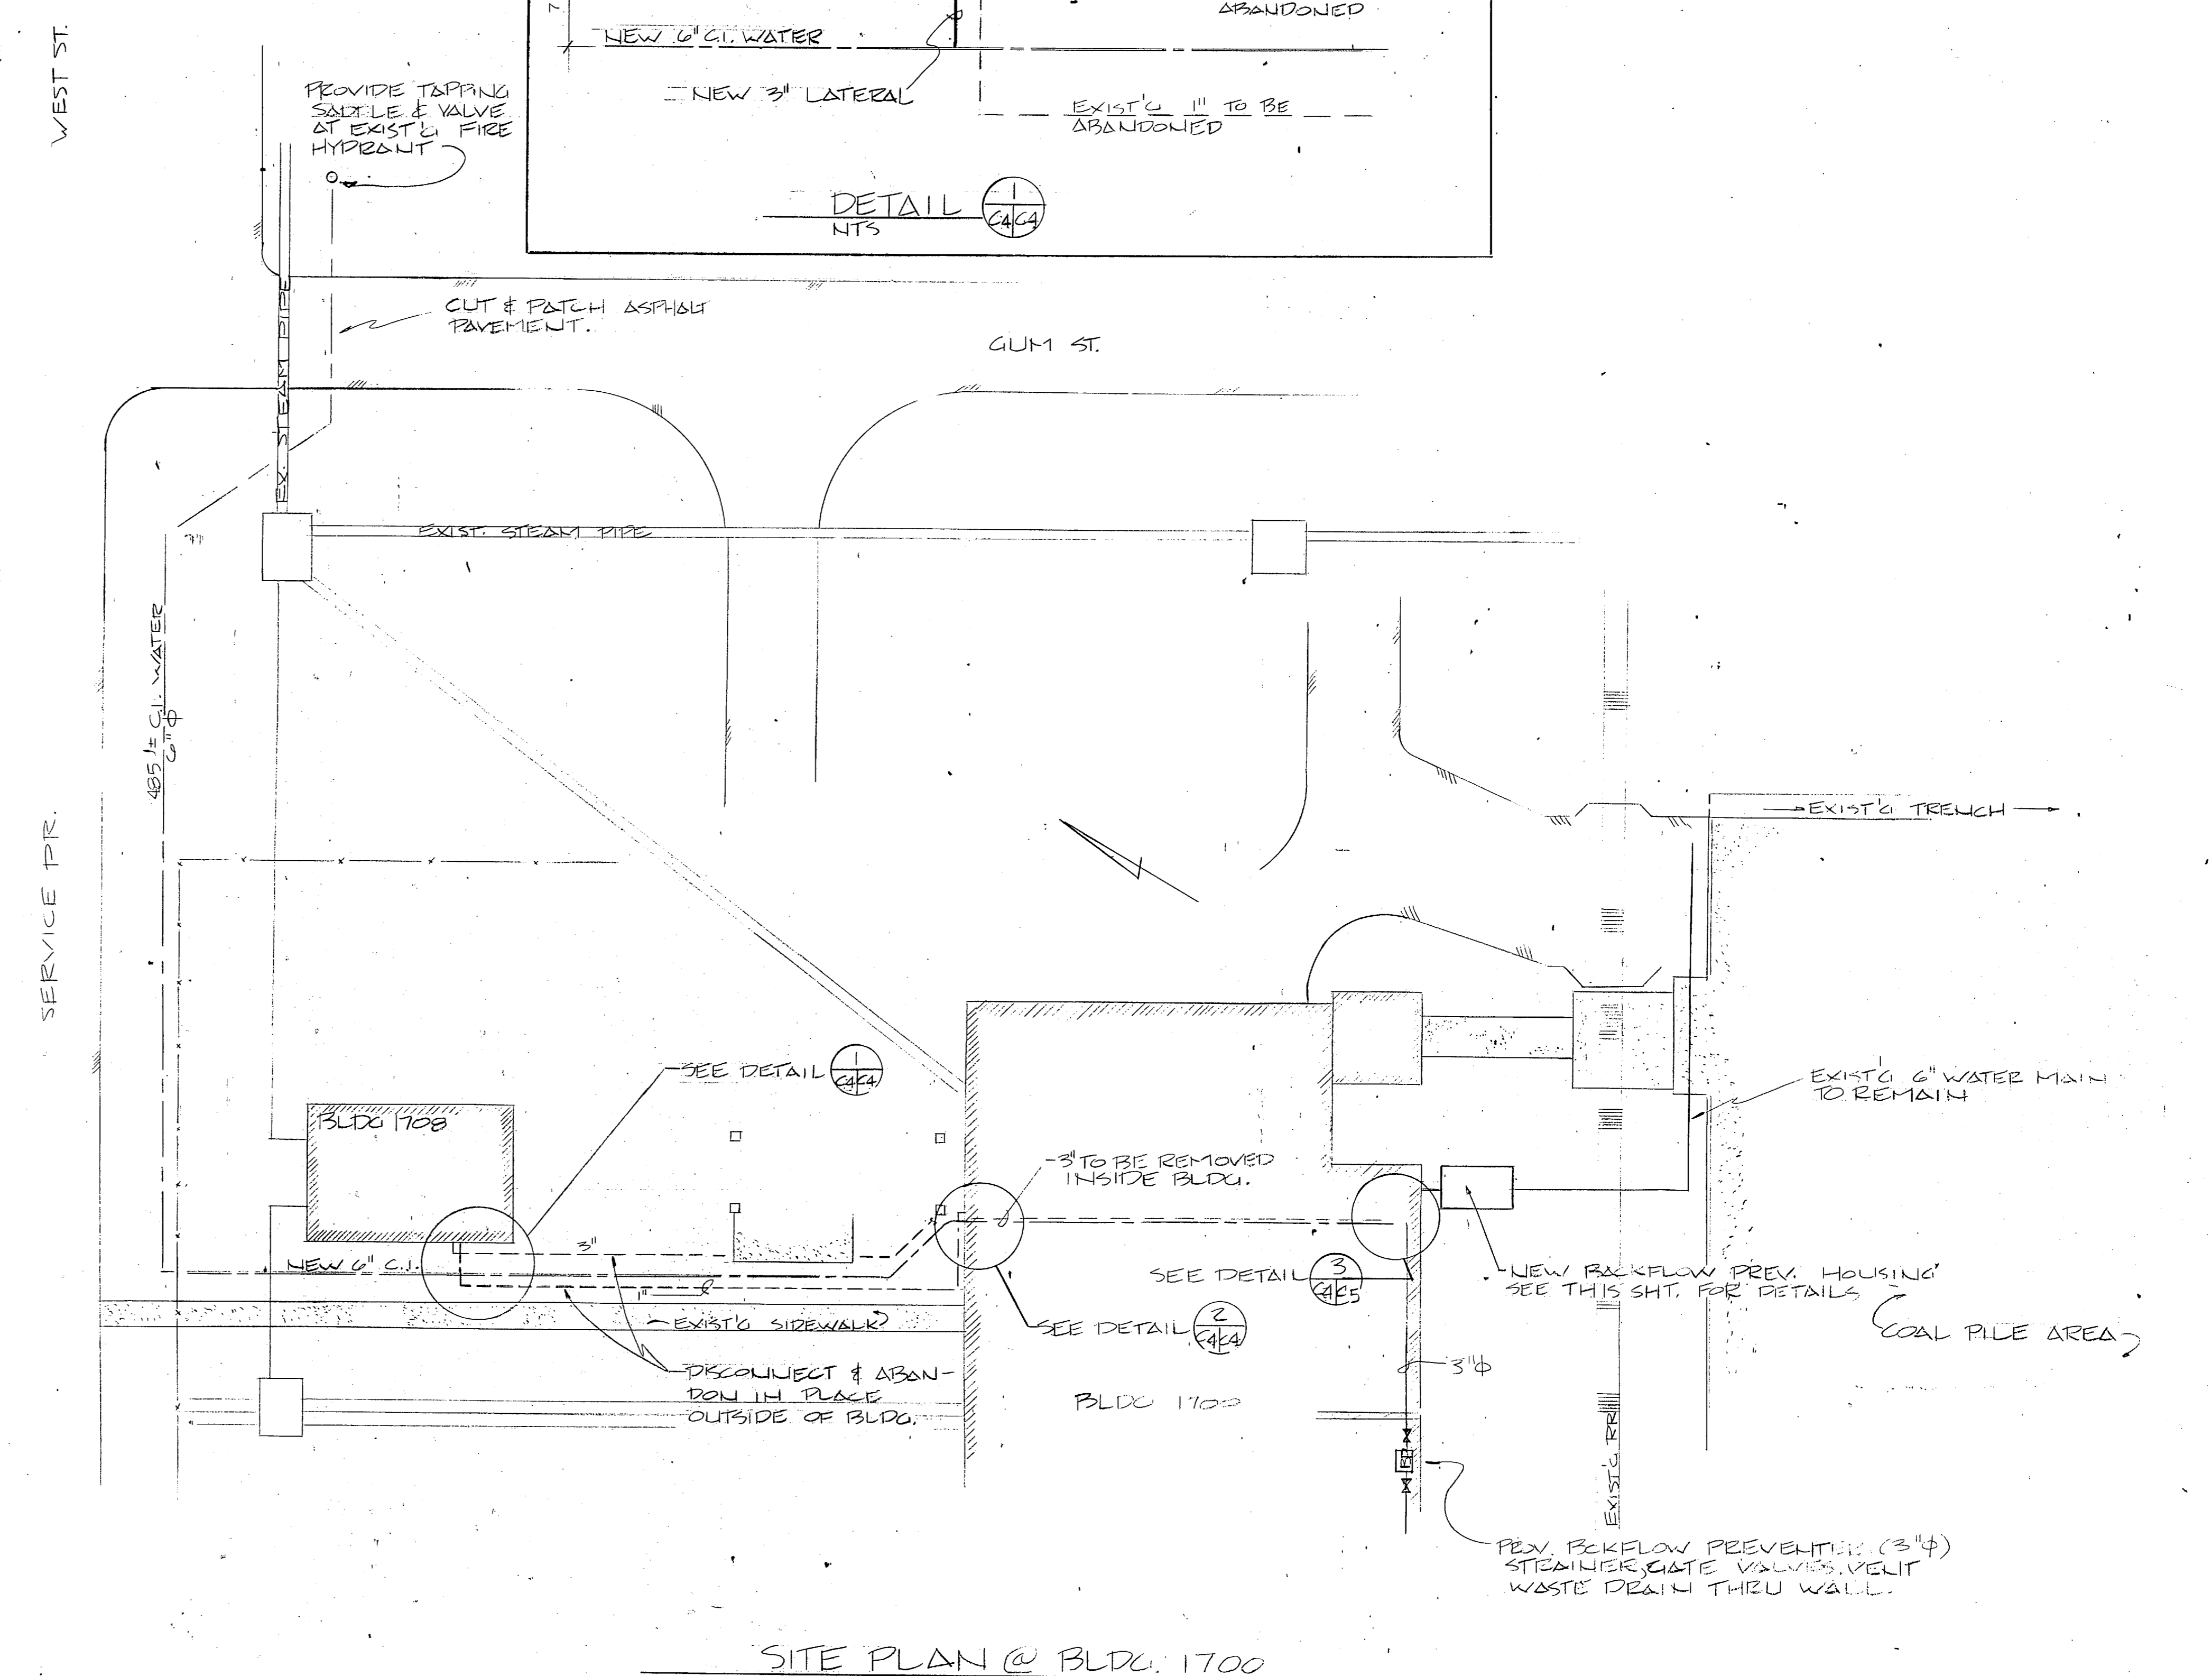 WEST ST.
7
NEW 6" C.I. WATER
NEW 3" LATERAL
ABANDONED
EXIST'G 1" TO BE
ABANDONED
DETAIL
NTS
1
C4 C4
PROVIDE TAPPING
SADDLE & VALVE
AT EXIST'G FIRE
HYDRANT
CUT & PATCH ASPHALT
PAVEMENT.
GUM ST.
EX. STEAM PIPE
EXIST. STEAM PIPE
485'± C.I. WATER
6"φ
SERVICE DR.
EXIST'G TRENCH
SEE DETAIL
1
C4 C4
BLDG 1708
EXIST'G 6" WATER MAIN
TO REMAIN
3" TO BE REMOVED
INSIDE BLDG.
3"
NEW 6" C.I.
1"
SEE DETAIL
3
C4 C5
NEW BACKFLOW PREV. HOUSING
SEE THIS SHT. FOR DETAILS
EXIST'G SIDEWALK
SEE DETAIL
2
C4 C4
COAL PILE AREA
DISCONNECT & ABAN-
DON IN PLACE
OUTSIDE OF BLDG.
BLDG 1700
3"φ
EXIST'G RR
PROV. BCKFLOW PREVENTER (3"φ)
STRAINER, GATE VALVES, VENT
WASTE DRAIN THRU WALL.
SITE PLAN @ BLDG. 1700